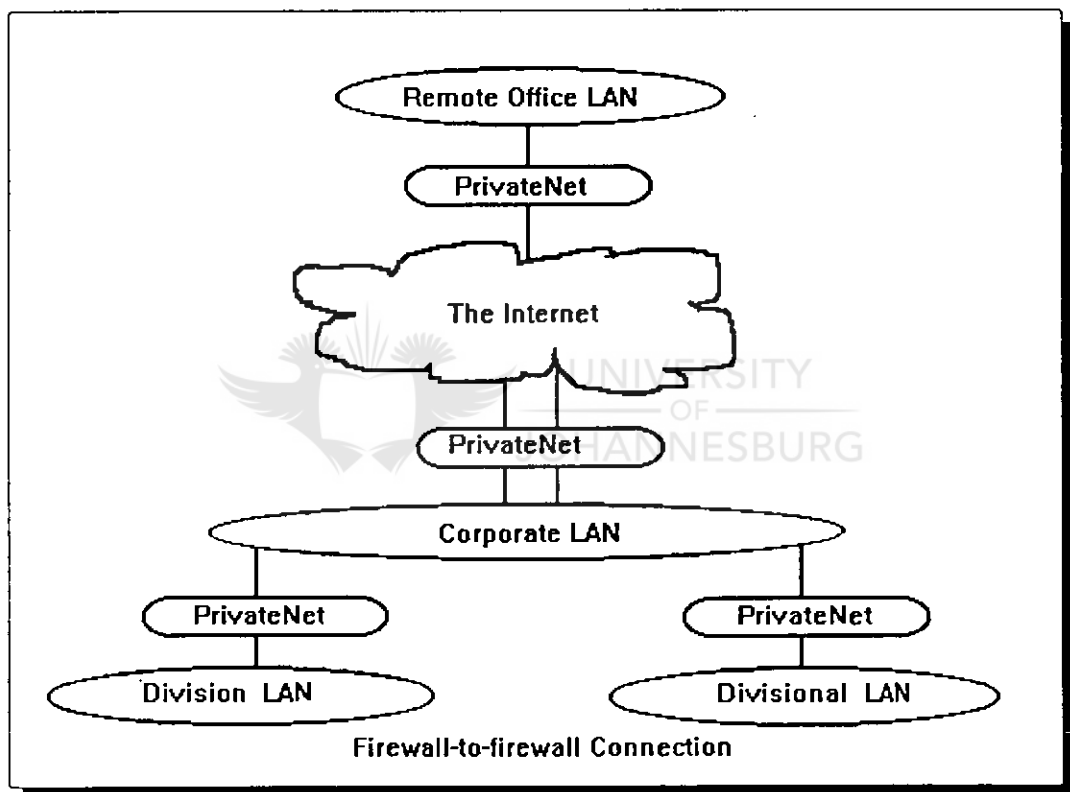 Remote Office LAN
PrivateNet
The Internet
UNIVERSITY
OF
JOHANNESBURG
PrivateNet
Corporate LAN
PrivateNet
PrivateNet
Division LAN
Divisional LAN
Firewall-to-firewall Connection